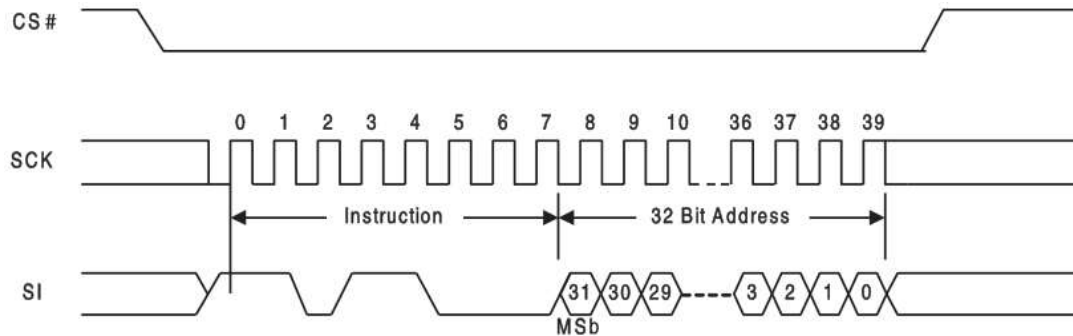 CS #
0 1 2 3 4 5 6 7 8 9 10 36 37 38 39
SCK
Instruction 32 Bit Address
SI 31 30 29 3 2 1 0
MSb